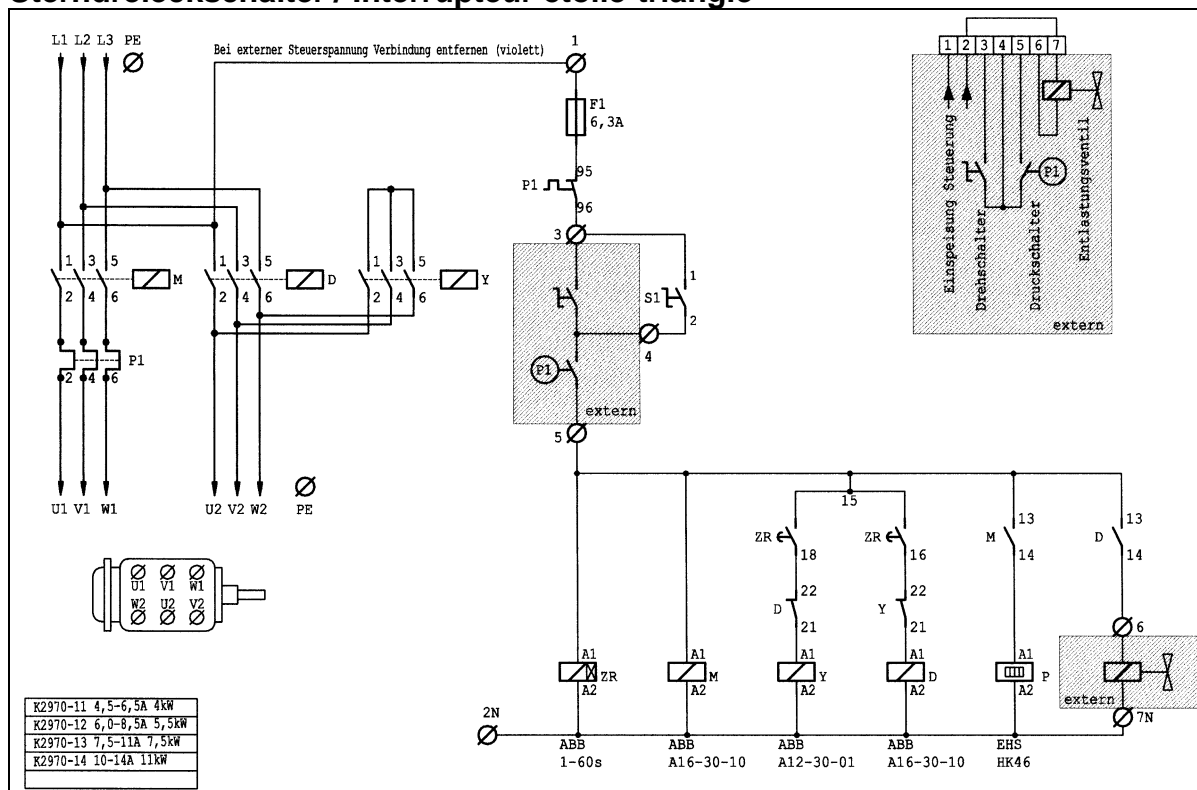 L1 L2 L3 PE
Bei externer Steuerspannung Verbindung entfernen (violett)
1
F1
6,3A
95
P1
96
3
1 3 5
M
2 4 6
1 3 5
D
2 4 6
1 3 5
Y
2 4 6
1
S1
2
4
P1
extern
5
P1
2 4 6
U1 V1 W1
U2 V2 W2
PE
1 2 3 4 5 6 7
Einspeisung Steuerung
Drehschalter
Druckschalter
P1
Entlastungsventil
extern
15
ZR
18
ZR
16
M
13
14
D
13
14
D
22
21
Y
22
21
6
A1
ZR
A2
A1
M
A2
A1
Y
A2
A1
D
A2
A1
P
A2
extern
7N
2N
ABB
1-60s
ABB
A16-30-10
ABB
A12-30-01
ABB
A16-30-10
EHS
HK46
U1 V1 W1
W2 U2 V2
K2970-11 4,5-6,5A 4kW
K2970-12 6,0-8,5A 5,5kW
K2970-13 7,5-11A 7,5kW
K2970-14 10-14A 11kW